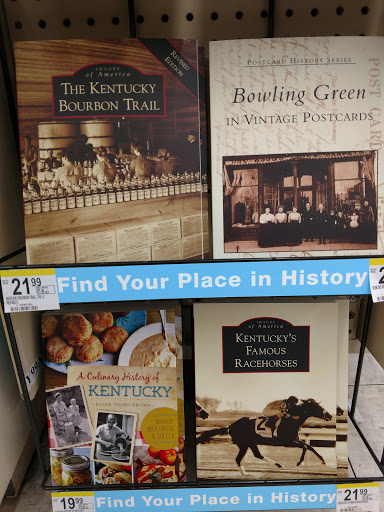 IMAGES
of America
THE KENTUCKY
BOURBON TRAIL
REVISED
EDITION
POSTCARD HISTORY SERIES
Bowling Green
IN VINTAGE POSTCARDS
21.99
Find Your Place in History
2
A Culinary History of
KENTUCKY
IMAGES
of America
KENTUCKY'S
FAMOUS
RACEHORSES
2
19.99
Find Your Place in History
21.99